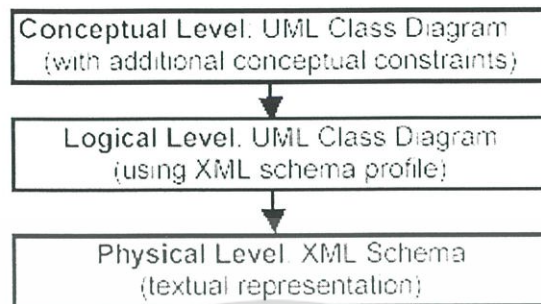 Conceptual Level. UML Class Diagram
(with additional conceptual constraints)
Logical Level. UML Class Diagram
(using XML schema profile)
Physical Level. XML Schema
(textual representation)